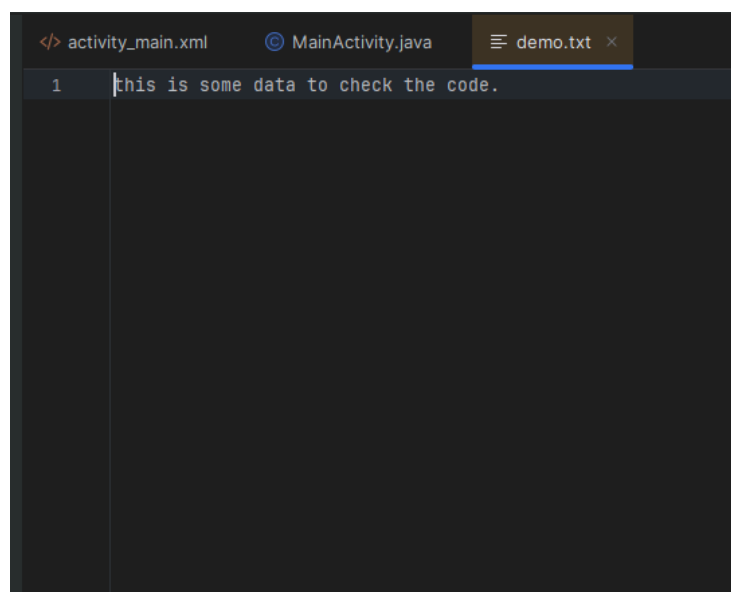 </> activity_main.xml © MainActivity.java demo.txt ×
1 this is some data to check the code.